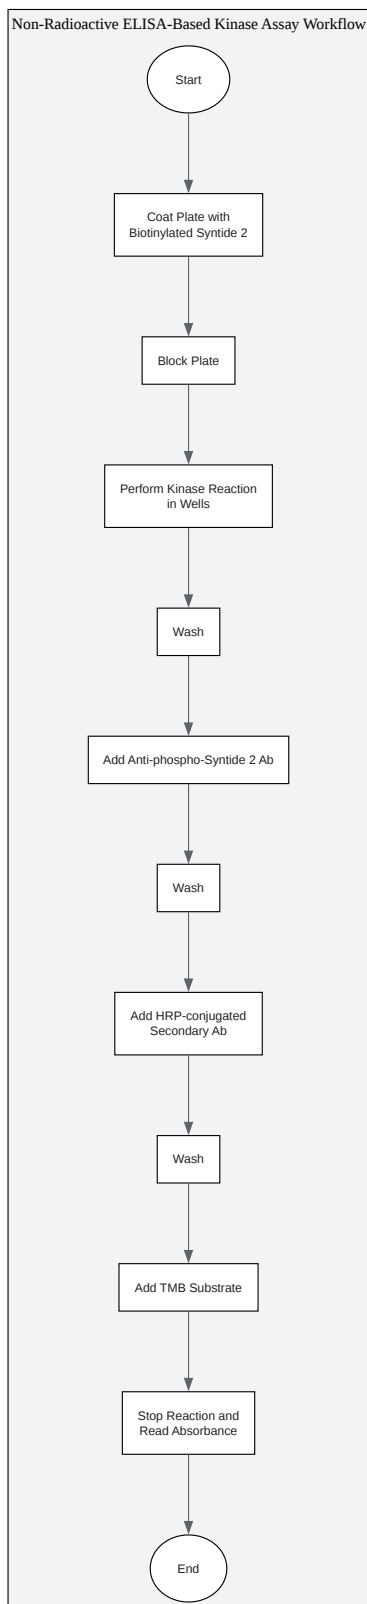 Non-Radioactive ELISA-Based Kinase Assay Workflow
Start
Coat Plate with
Biotinylated Syntide 2
Block Plate
Perform Kinase Reaction
in Wells
Wash
Add Anti-phospho-Syntide 2 Ab
Wash
Add HRP-conjugated
Secondary Ab
Wash
Add TMB Substrate
Stop Reaction and
Read Absorbance
End